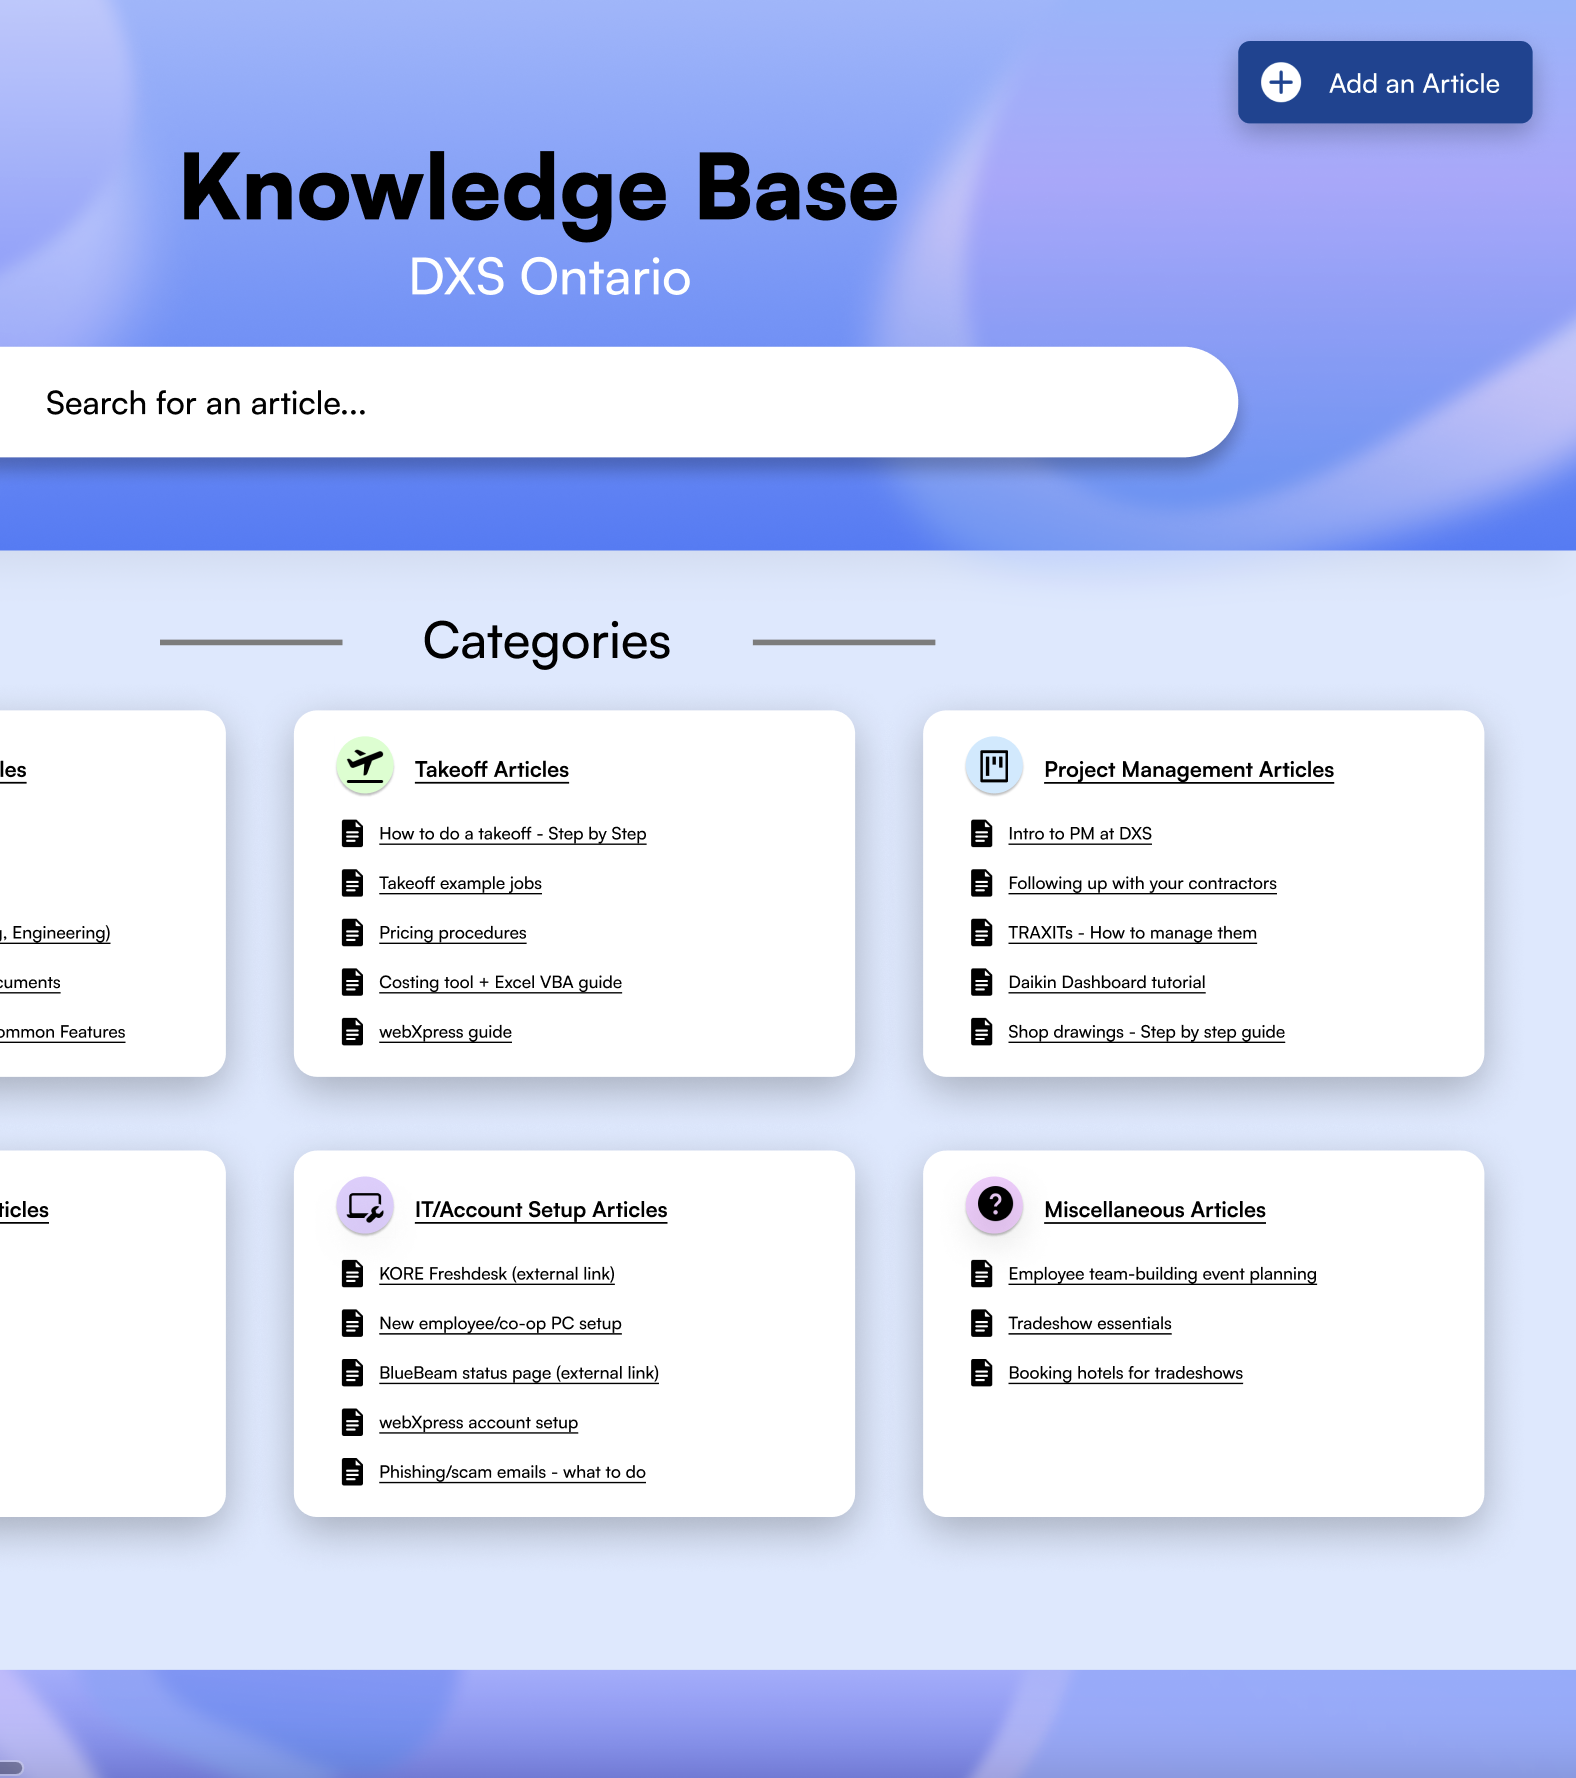 Add an Article
Knowledge Base
DXS Ontario
Search for an article...
Categories
les
g, Engineering)
cuments
ommon Features
Takeoff Articles
How to do a takeoff - Step by Step
Takeoff example jobs
Pricing procedures
Costing tool + Excel VBA guide
webXpress guide
Project Management Articles
Intro to PM at DXS
Following up with your contractors
TRAXITs - How to manage them
Daikin Dashboard tutorial
Shop drawings - Step by step guide
ticles
IT/Account Setup Articles
KORE Freshdesk (external link)
New employee/co-op PC setup
BlueBeam status page (external link)
webXpress account setup
Phishing/scam emails - what to do
Miscellaneous Articles
Employee team-building event planning
Tradeshow essentials
Booking hotels for tradeshows